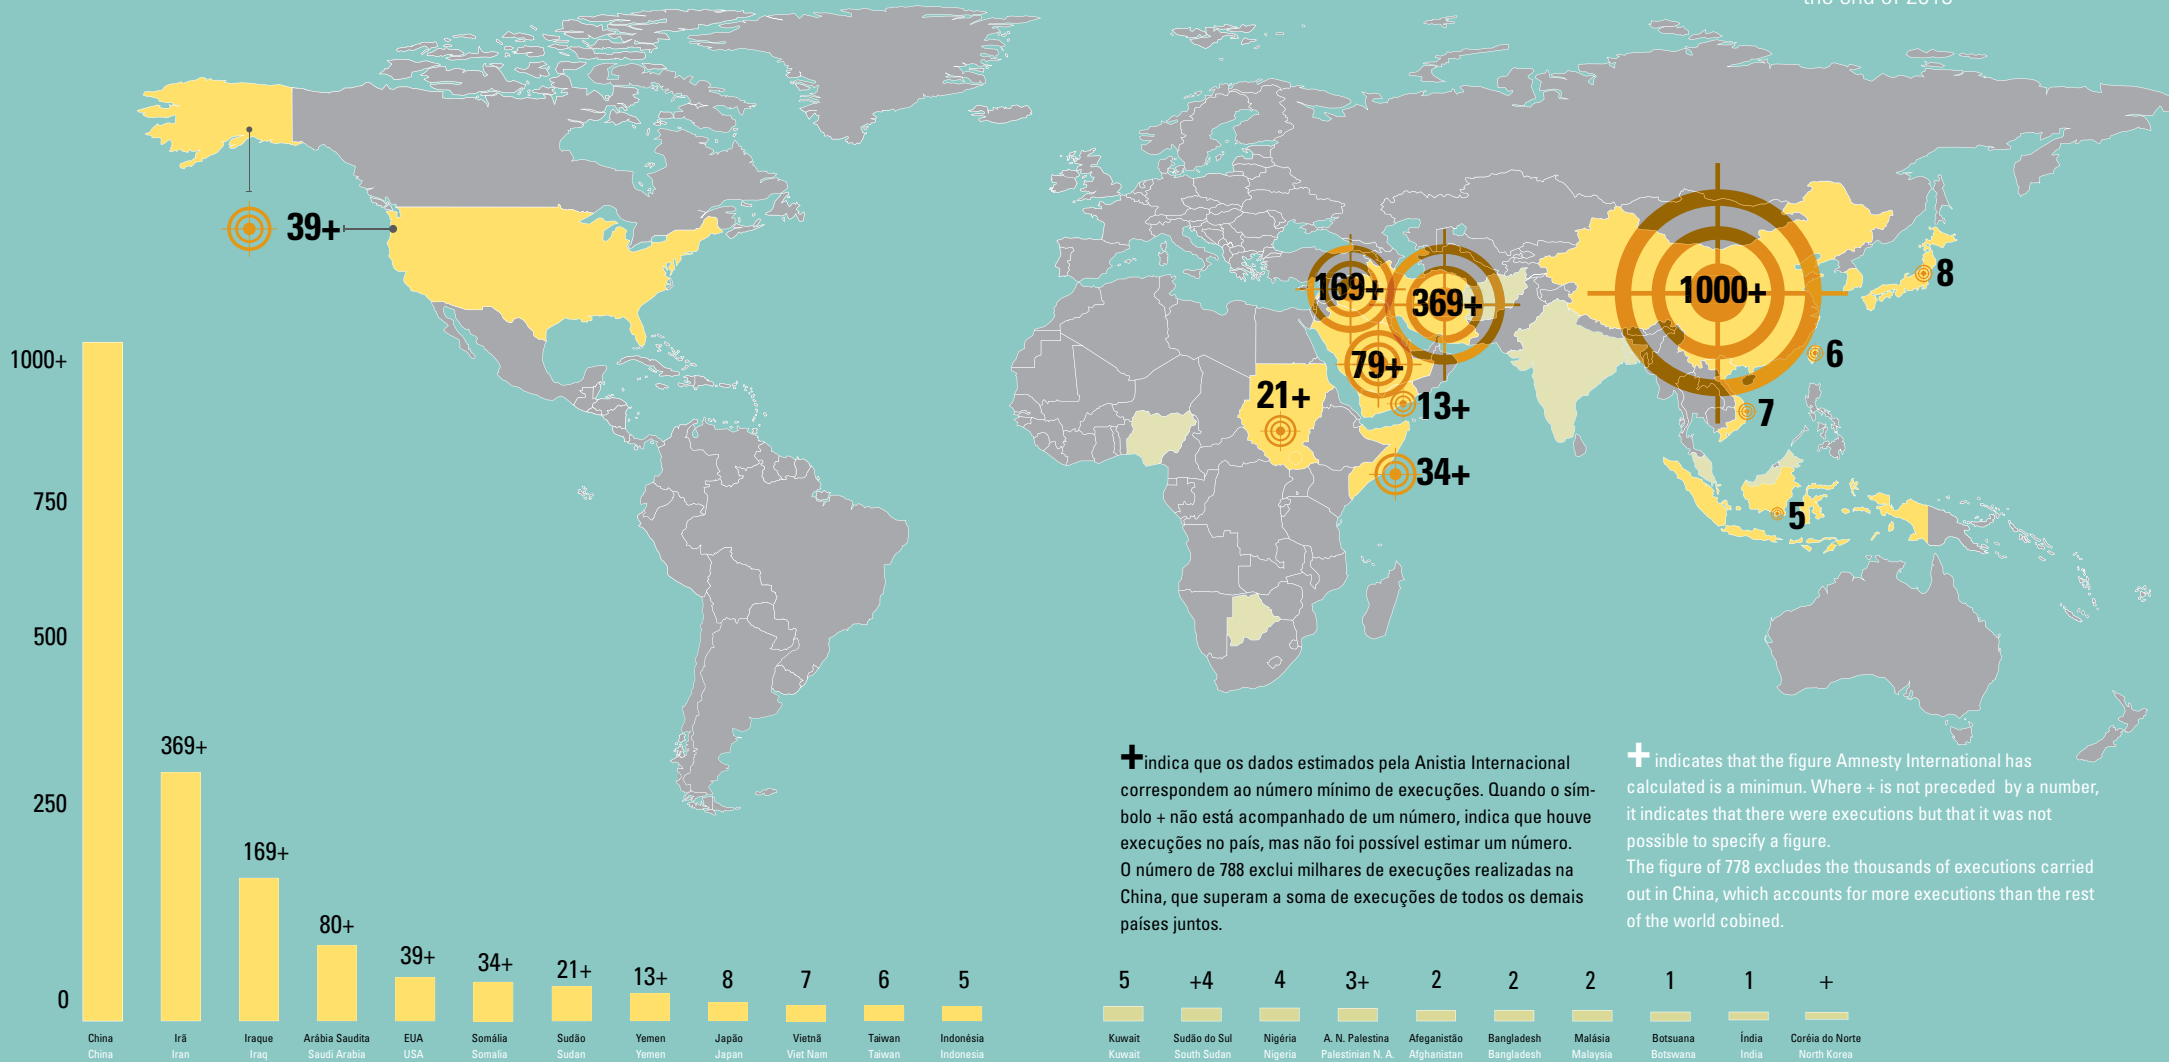 the end of 2013
39+
169+
369+
1000+
8
79+
6
21+
13+
7
34+
5
1000+
750
500
250
0
369+
169+
80+
39+
34+
21+
13+
8
7
6
5
China
Irã
Iraque
Arábia Saudita
EUA
Somália
Sudão
Yemen
Japão
Vietnã
Taiwan
Indonésia
China
Iran
Iraq
Saudi Arabia
USA
Somalia
Sudan
Yemen
Japan
Viet Nam
Taiwan
Indonesia
+indica que os dados estimados pela Anistia Internacional
correspondem ao número mínimo de execuções. Quando o sím-
bolo + não está acompanhado de um número, indica que houve
execuções no país, mas não foi possível estimar um número.
O número de 788 exclui milhares de execuções realizadas na
China, que superam a soma de execuções de todos os demais
países juntos.
+ indicates that the figure Amnesty International has
calculated is a minimun. Where + is not preceded by a number,
it indicates that there were executions but that it was not
possible to specify a figure.
The figure of 778 excludes the thousands of executions carried
out in China, which accounts for more executions than the rest
of the world cobined.
5
+4
4
3+
2
2
2
1
1
+
Kuwait
Sudão do Sul
Nigéria
A. N. Palestina
Afeganistão
Bangladesh
Malásia
Botsuana
Índia
Coréia do Norte
Kuwait
South Sudan
Nigeria
Palestinian N. A.
Afghanistan
Bangladesh
Malaysia
Botswana
India
North Korea